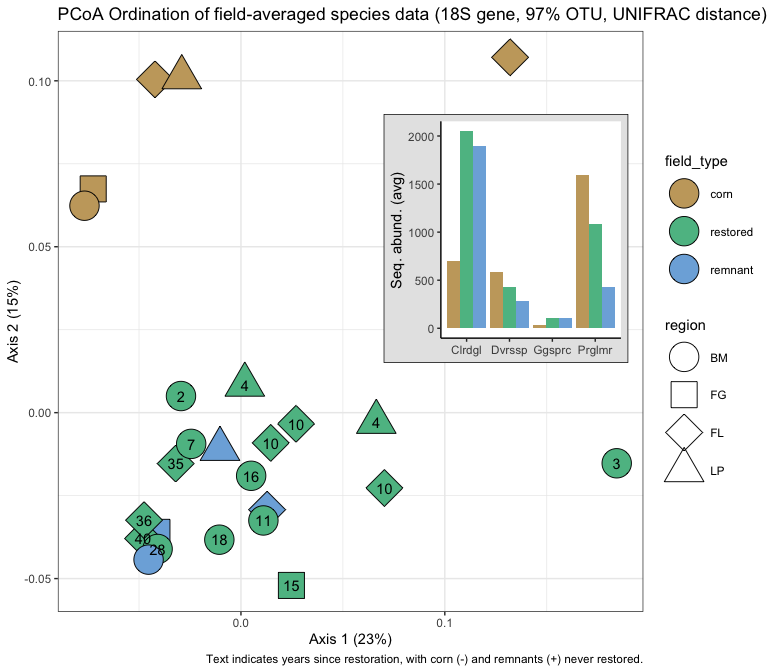 PCoA Ordination of field-averaged species data (18S gene, 97% OTU, UNIFRAC distance)
0.10
0.05
0.00
-0.05
Axis 2 (15%)
0.0
0.1
Axis 1 (23%)
2
4
4
7
10
10
35
16
10
3
36
40
28
11
18
15
Seq. abund. (avg)
2000
1500
1000
500
0
Clrdgl Dvrssp Ggsprc Prglmr
field_type
corn
restored
remnant
region
BM
FG
FL
LP
Text indicates years since restoration, with corn (-) and remnants (+) never restored.